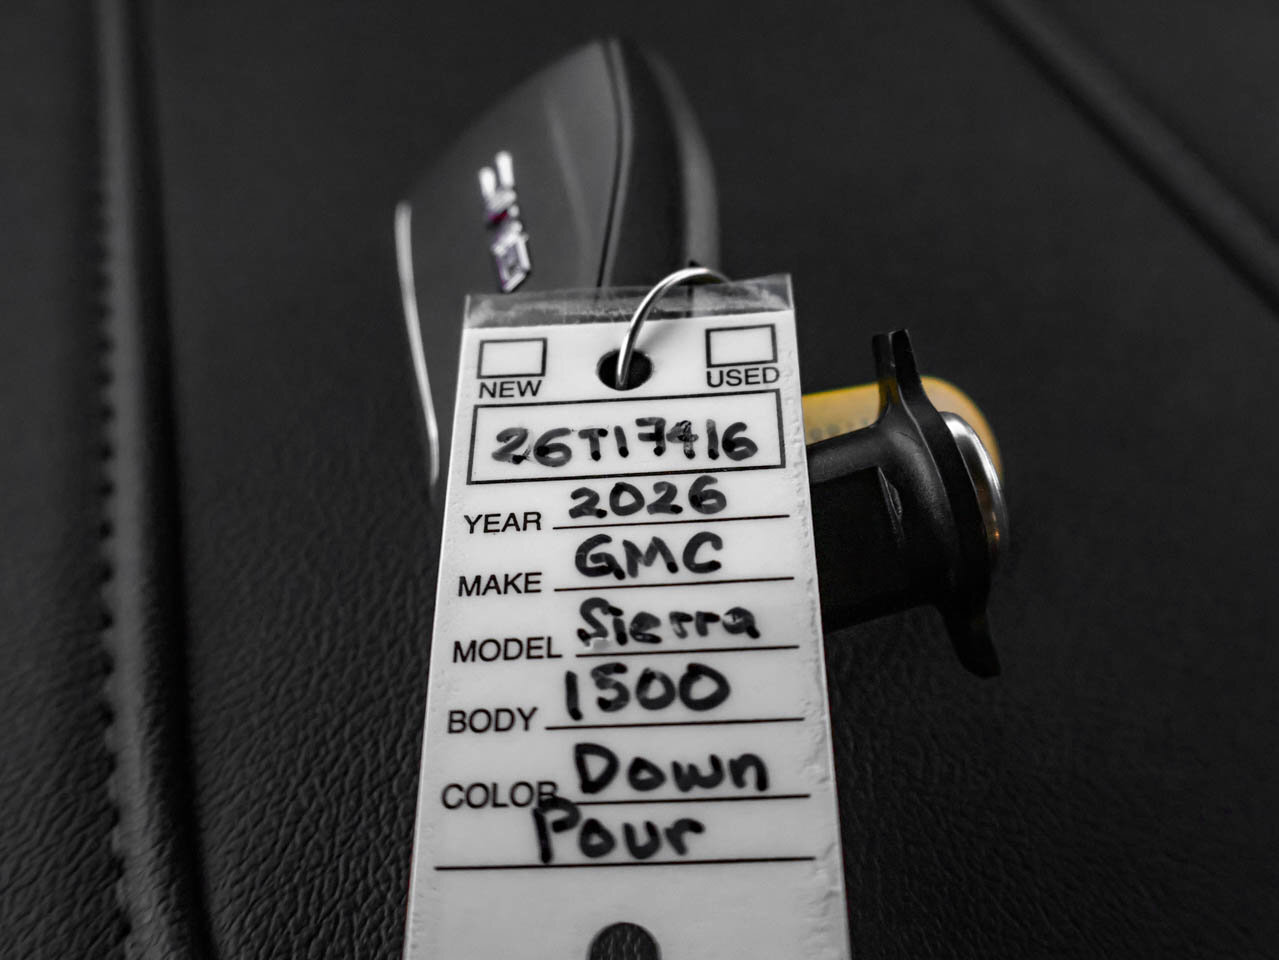 NEW USED
26T17416
YEAR 2026
MAKE GMC
MODEL Sierra
BODY 1500
COLOR Down
Pour